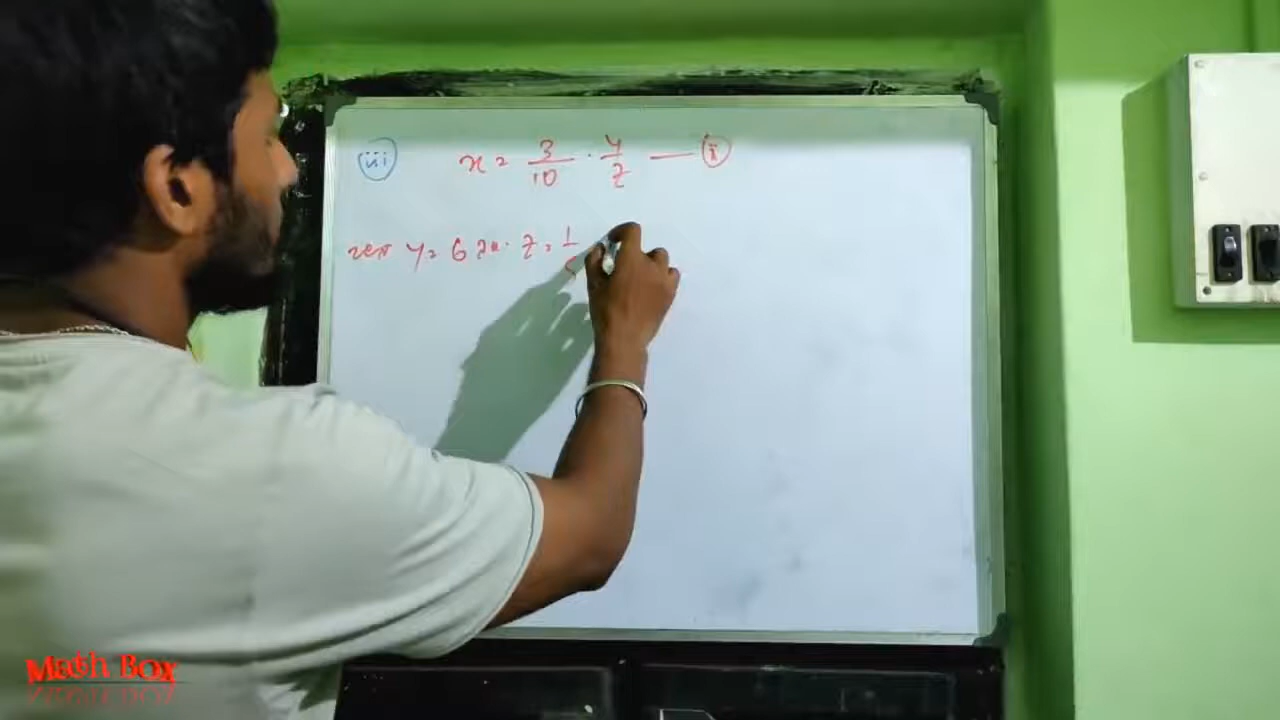 (iii) x = 3/10 · y/z — (i)
y = 6 z = 1/
Math Box